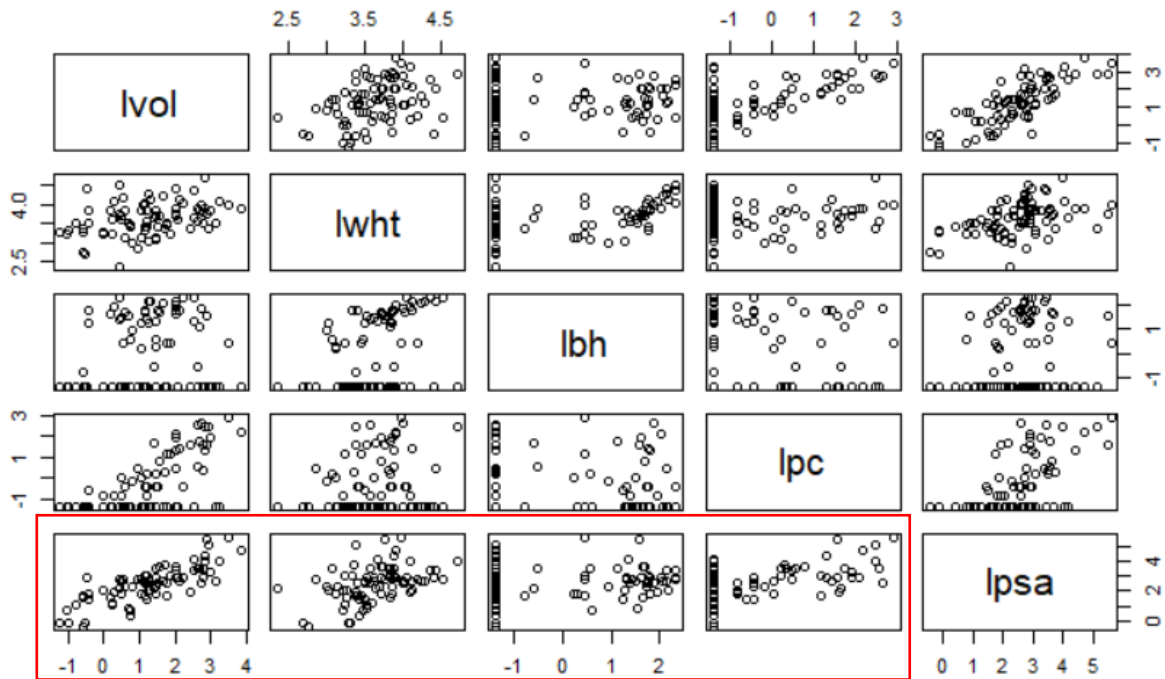 2.5 3.5 4.5 -1 0 1 2 3
lvol -1 1 3
2.5 4.0 lwht
lbh -1 1
-1 1 3 lpc
lpsa 0 2 4
-1 0 1 2 3 4 -1 0 1 2 0 1 2 3 4 5